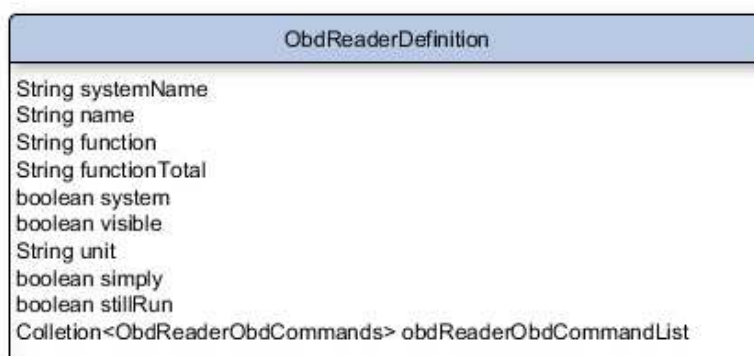 ObdReaderDefinition
String systemName
String name
String function
String functionTotal
boolean system
boolean visible
String unit
boolean simply
boolean stillRun
Colletion<ObdReaderObdCommands> obdReaderObdCommandList